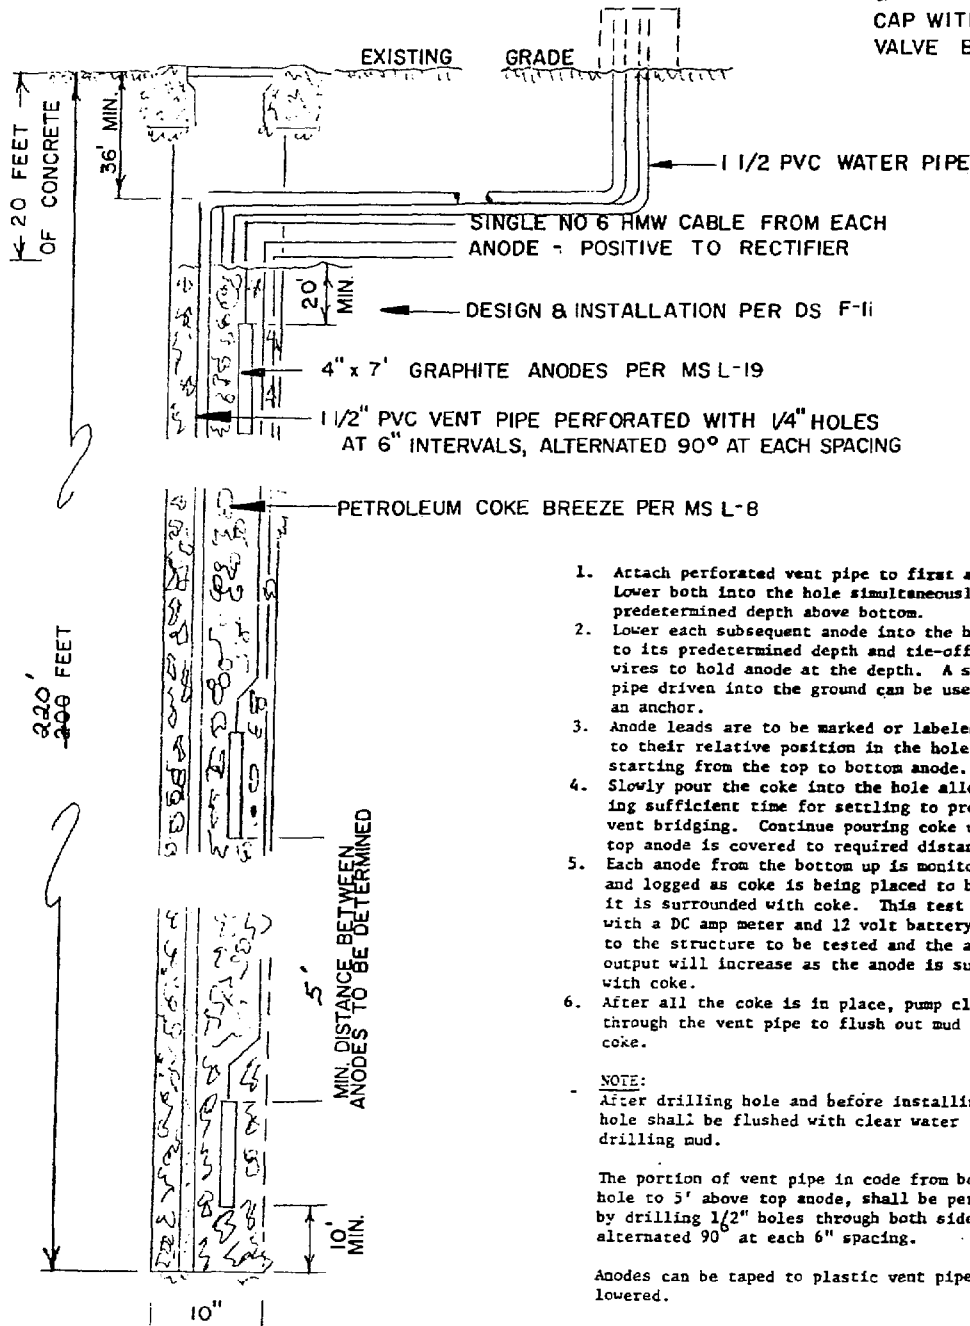 CAP WITH
VALVE B
EXISTING GRADE
20 FEET
OF CONCRETE
36' MIN.
1 1/2 PVC WATER PIPE
SINGLE NO 6 HMW CABLE FROM EACH
ANODE - POSITIVE TO RECTIFIER
20'
MIN.
DESIGN & INSTALLATION PER DS F-11
4" x 7' GRAPHITE ANODES PER MS L-19
1 1/2" PVC VENT PIPE PERFORATED WITH 1/4" HOLES
AT 6" INTERVALS, ALTERNATED 90° AT EACH SPACING
PETROLEUM COKE BREEZE PER MS L-8
220'
200 FEET
5'
MIN. DISTANCE BETWEEN
ANODES TO BE DETERMINED
10'
MIN.
10"
1. Attach perforated vent pipe to first a
Lower both into the hole simultaneousl
predetermined depth above bottom.
2. Lower each subsequent anode into the b
to its predetermined depth and tie-off
wires to hold anode at the depth. A s
pipe driven into the ground can be use
an anchor.
3. Anode leads are to be marked or labele
to their relative position in the hole
starting from the top to bottom anode.
4. Slowly pour the coke into the hole allo
ing sufficient time for settling to pre
vent bridging. Continue pouring coke u
top anode is covered to required distan
5. Each anode from the bottom up is monito
and logged as coke is being placed to b
it is surrounded with coke. This test
with a DC amp meter and 12 volt battery
to the structure to be tested and the a
output will increase as the anode is su
with coke.
6. After all the coke is in place, pump cl
through the vent pipe to flush out mud
coke.
NOTE:
After drilling hole and before installin
hole shall be flushed with clear water
drilling mud.
The portion of vent pipe in code from bo
hole to 5' above top anode, shall be per
by drilling 1/2" holes through both side
alternated 90° at each 6" spacing.
Anodes can be taped to plastic vent pipe
lowered.